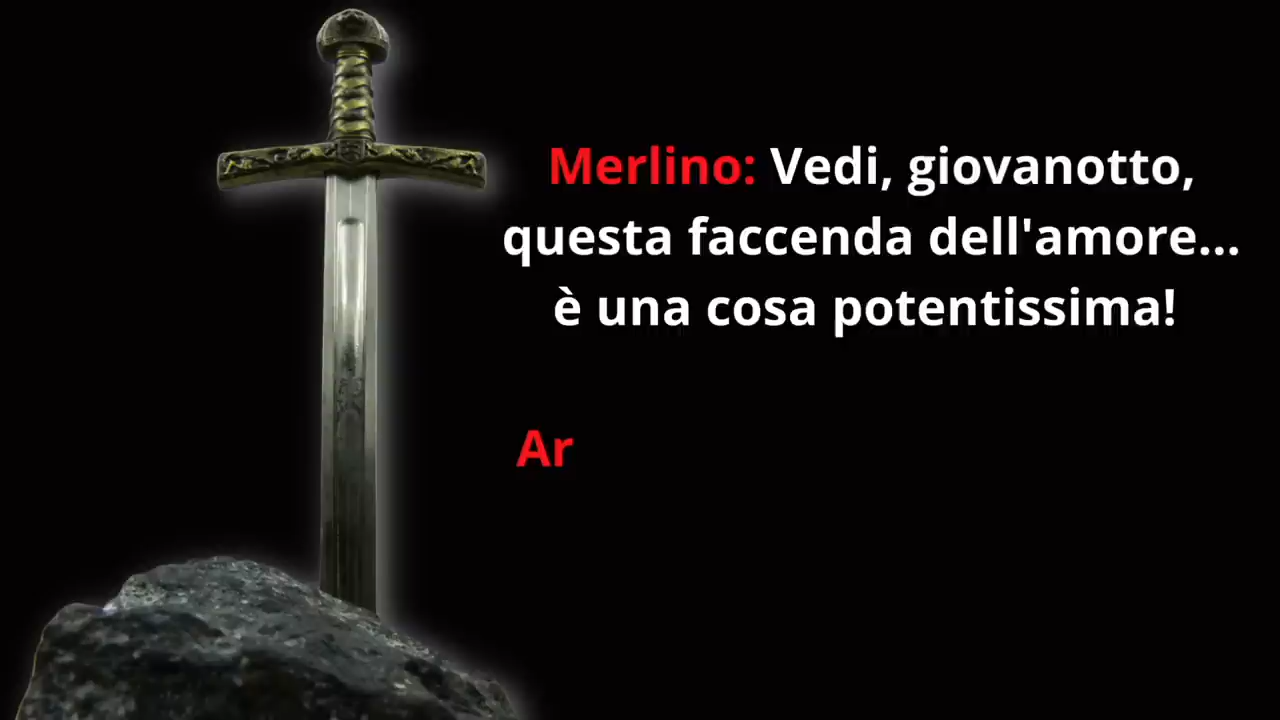 Merlino: Vedi, giovanotto,
questa faccenda dell'amore...
è una cosa potentissima!
Ar